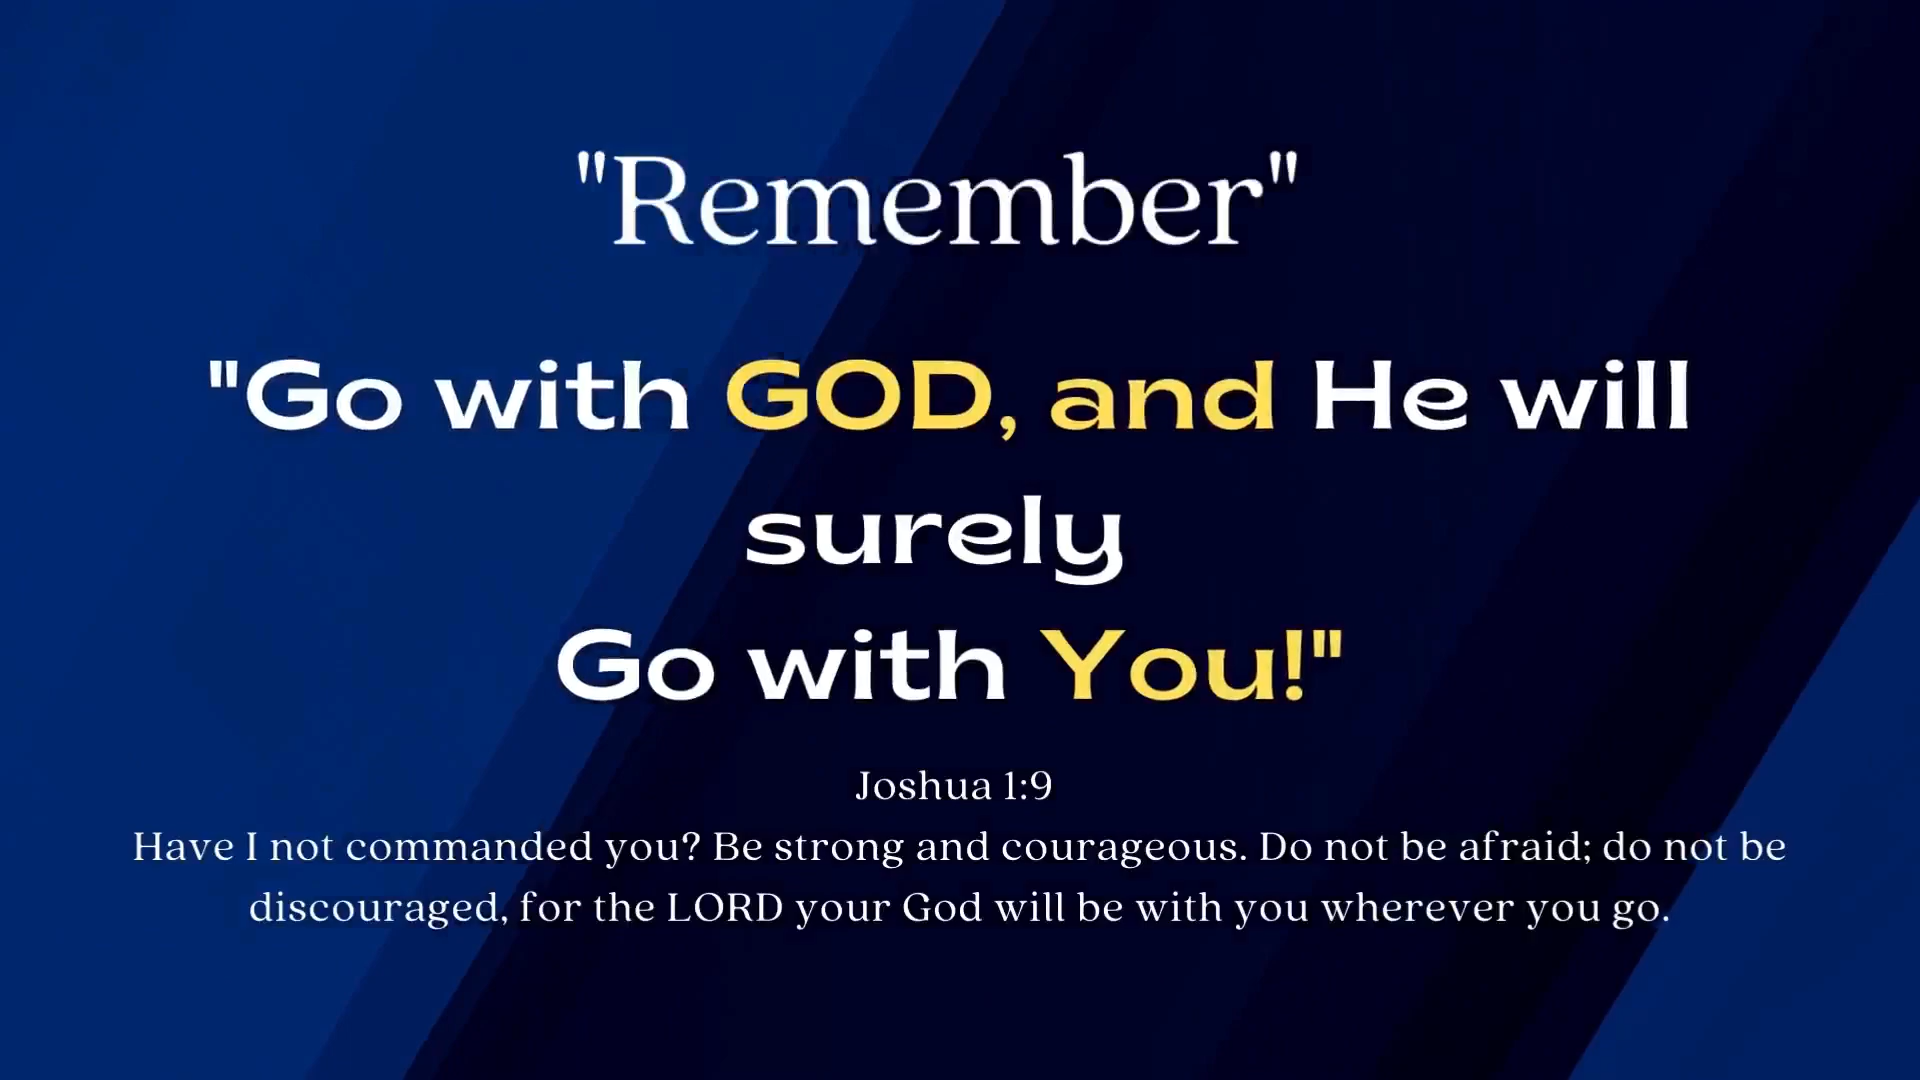 "Remember"
"Go with GOD, and He will
surely
Go with You!"
Joshua 1:9
Have I not commanded you? Be strong and courageous. Do not be afraid; do not be
discouraged, for the LORD your God will be with you wherever you go.